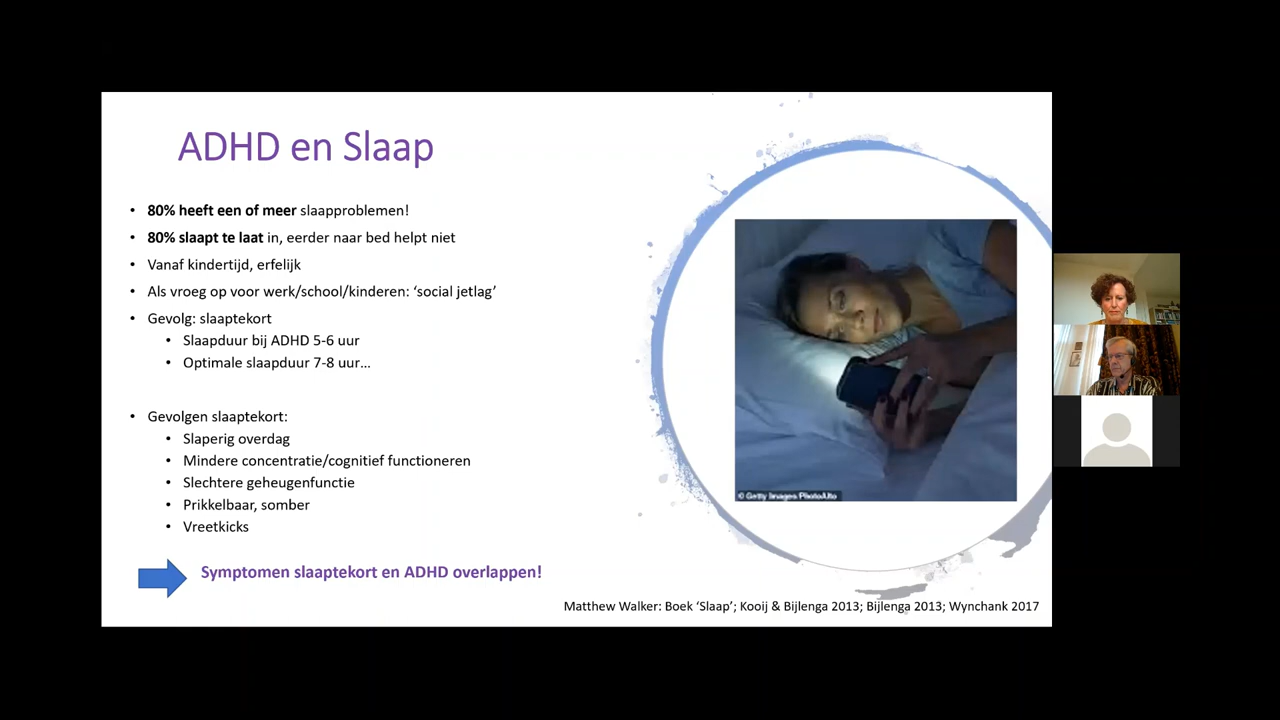 ADHD en Slaap
• 80% heeft een of meer slaapproblemen!
• 80% slaapt te laat in, eerder naar bed helpt niet
• Vanaf kindertijd, erfelijk
• Als vroeg op voor werk/school/kinderen: ‘social jetlag’
• Gevolg: slaaptekort
• Slaapduur bij ADHD 5-6 uur
• Optimale slaapduur 7-8 uur…
• Gevolgen slaaptekort:
• Slaperig overdag
• Mindere concentratie/cognitief functioneren
• Slechtere geheugenfunctie
• Prikkelbaar, somber
• Vreetkicks
Symptomen slaaptekort en ADHD overlappen!
© Getty Images/PhotoAlto
Matthew Walker: Boek ‘Slaap’; Kooij & Bijlenga 2013; Bijlenga 2013; Wynchank 2017